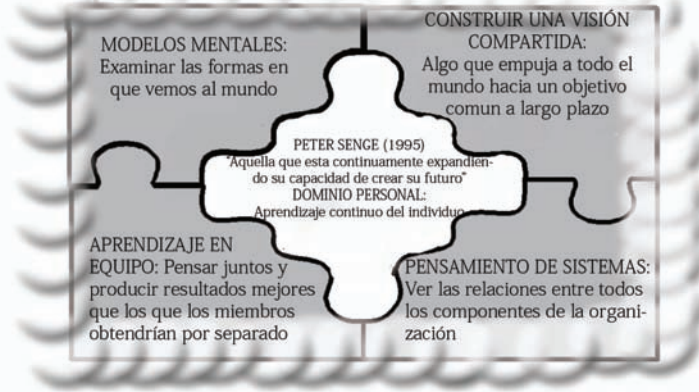 MODELOS MENTALES:
Examinar las formas en
que vemos al mundo
CONSTRUIR UNA VISIÓN
COMPARTIDA:
Algo que empuja a todo el
mundo hacia un objetivo
comun a largo plazo
PETER SENGE (1995)
"Aquella que esta continuamente expandien-
do su capacidad de crear su futuro"
DOMINIO PERSONAL:
Aprendizaje continuo del individuo
APRENDIZAJE EN
EQUIPO: Pensar juntos y
producir resultados mejores
que los que los miembros
obtendrían por separado
PENSAMIENTO DE SISTEMAS:
Ver las relaciones entre todos
los componentes de la organi-
zación